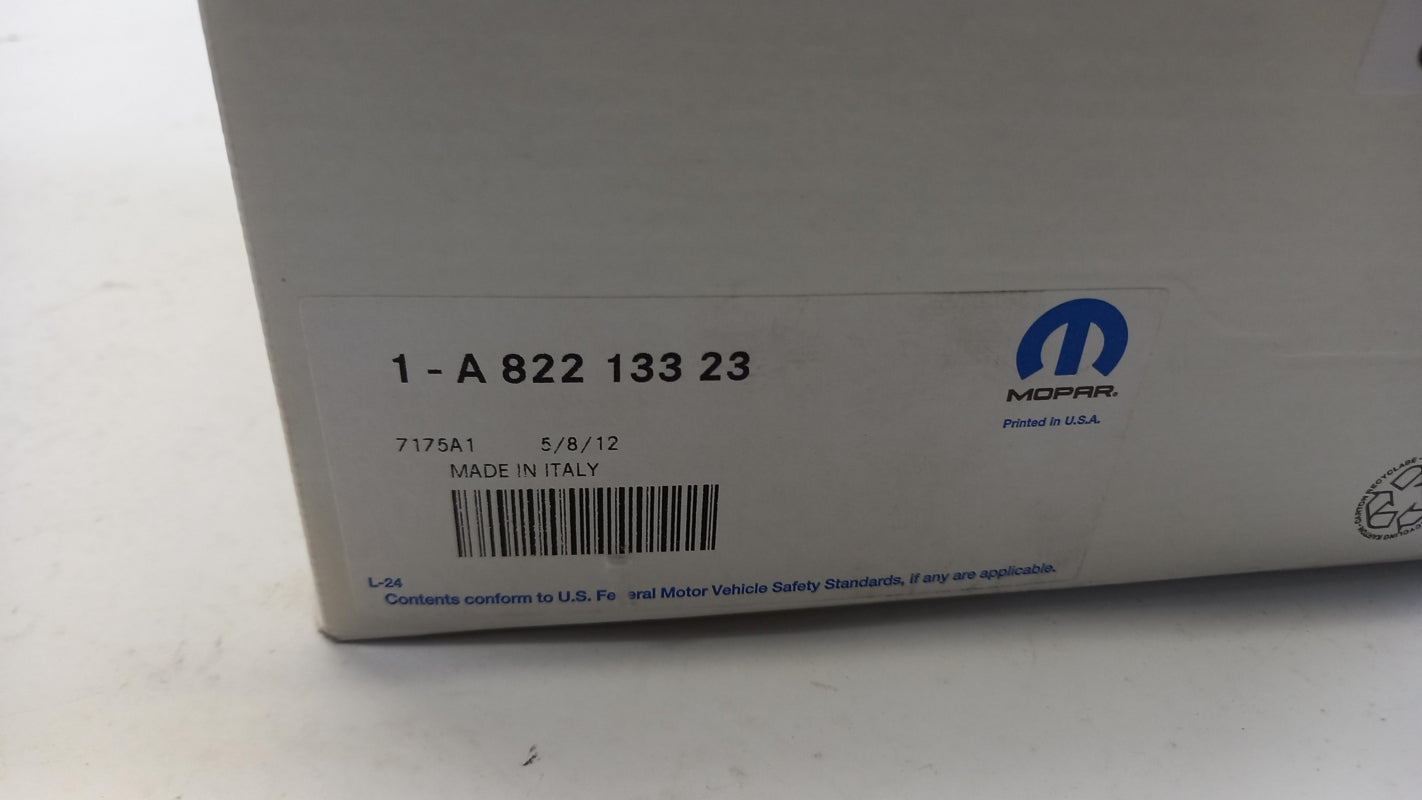 1 - A 822 133 23
MOPAR®
Printed in U.S.A.
7175A1 5/8/12
MADE IN ITALY
L-24
Contents conform to U.S. Fe eral Motor Vehicle Safety Standards, if any are applicable.